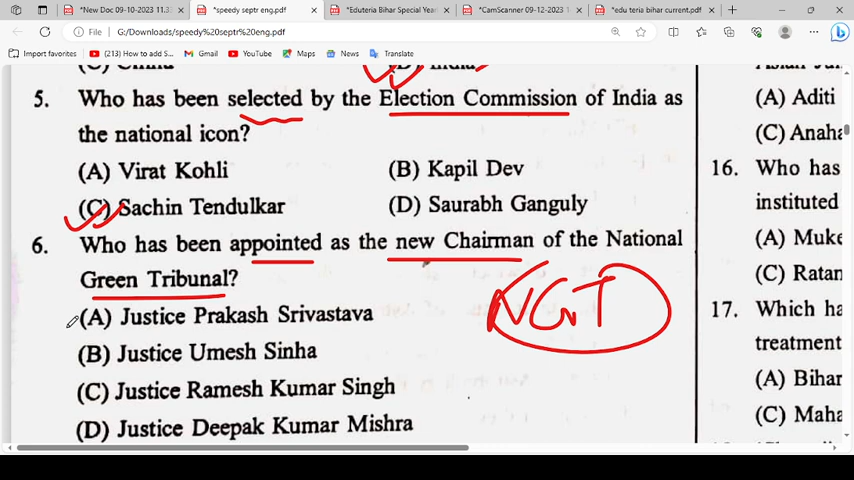 *New Doc 09-10-2023 11.3
*speedy septr eng.pdf
*Eduteria Bihar Special Year
*CamScanner 09-12-2023 1
*edu teria bihar current.pdf
File G:/Downloads/speedy%20septr%20eng.pdf
Import favorites
(213) How to add S...
Gmail
YouTube
Maps
News
Translate
5. Who has been selected by the Election Commission of India as
the national icon?
(A) Virat Kohli
(B) Kapil Dev
(C) Sachin Tendulkar
(D) Saurabh Ganguly
6. Who has been appointed as the new Chairman of the National
Green Tribunal?
NGT
(A) Justice Prakash Srivastava
(B) Justice Umesh Sinha
(C) Justice Ramesh Kumar Singh
(D) Justice Deepak Kumar Mishra
(A) Aditi
(C) Anaha
16. Who has
instituted
(A) Muke
(C) Ratan
17. Which ha
treatment
(A) Bihar
(C) Maha